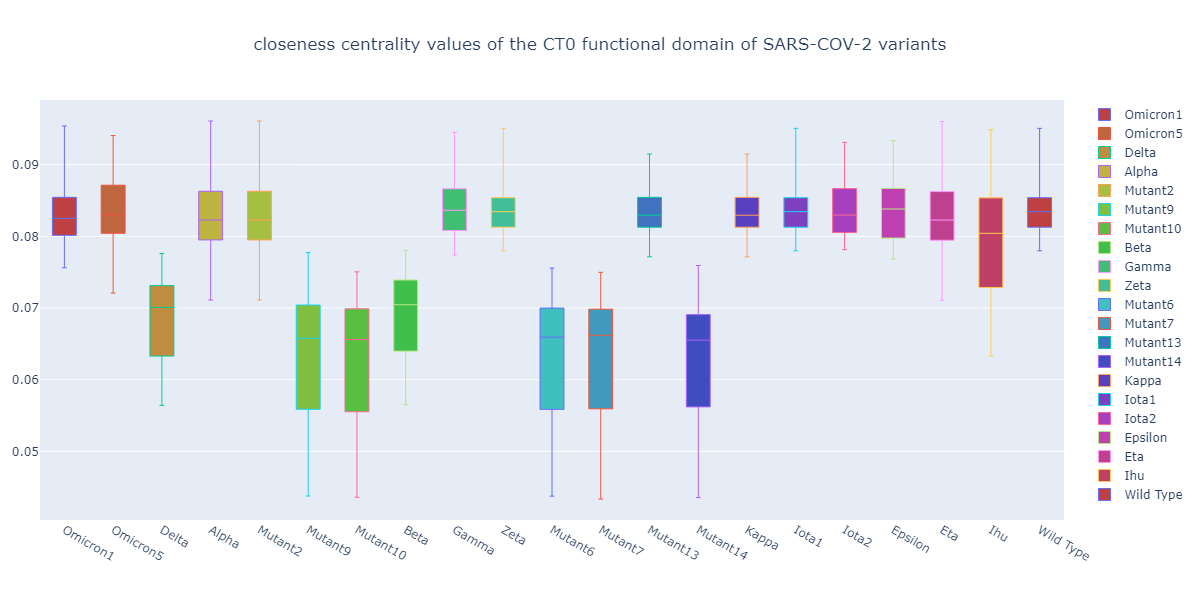 closeness centrality values of the CT0 functional domain of SARS-COV-2 variants
0.09
0.08
0.07
0.06
0.05
Omicron1
Omicron5
Delta
Alpha
Mutant2
Mutant9
Mutant10
Beta
Gamma
Zeta
Mutant6
Mutant7
Mutant13
Mutant14
Kappa
Iota1
Iota2
Epsilon
Eta
Ihu
Wild Type
Omicron1
Omicron5
Delta
Alpha
Mutant2
Mutant9
Mutant10
Beta
Gamma
Zeta
Mutant6
Mutant7
Mutant13
Mutant14
Kappa
Iota1
Iota2
Epsilon
Eta
Ihu
Wild Type